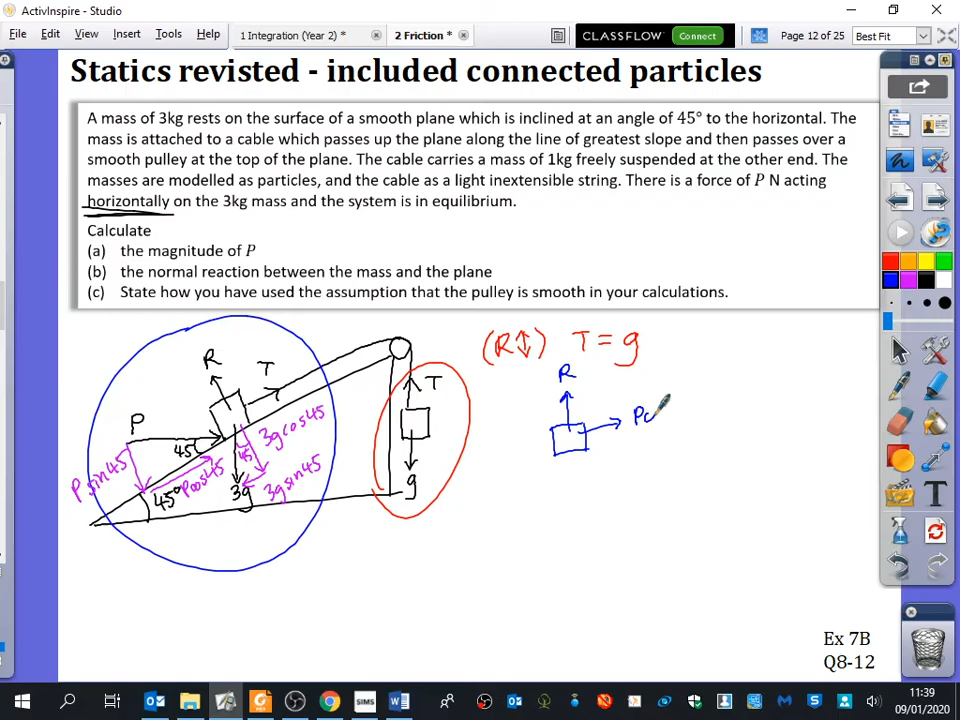 ActivInspire - Studio
File Edit View Insert Tools Help
1 Integration (Year 2) *
2 Friction *
CLASSFLOW Connect
Page 12 of 25
Best Fit
Statics revisted - included connected particles
A mass of 3kg rests on the surface of a smooth plane which is inclined at an angle of 45° to the horizontal. The
mass is attached to a cable which passes up the plane along the line of greatest slope and then passes over a
smooth pulley at the top of the plane. The cable carries a mass of 1kg freely suspended at the other end. The
masses are modelled as particles, and the cable as a light inextensible string. There is a force of P N acting
horizontally on the 3kg mass and the system is in equilibrium.
Calculate
(a) the magnitude of P
(b) the normal reaction between the mass and the plane
(c) State how you have used the assumption that the pulley is smooth in your calculations.
(R↕) T = g
R
T
T
P
45
3gcos45
45
Psin45
Pcos45
3gsin45
45°
3g
g
R
Pc
Ex 7B
Q8-12
SIMS
11:39
09/01/2020